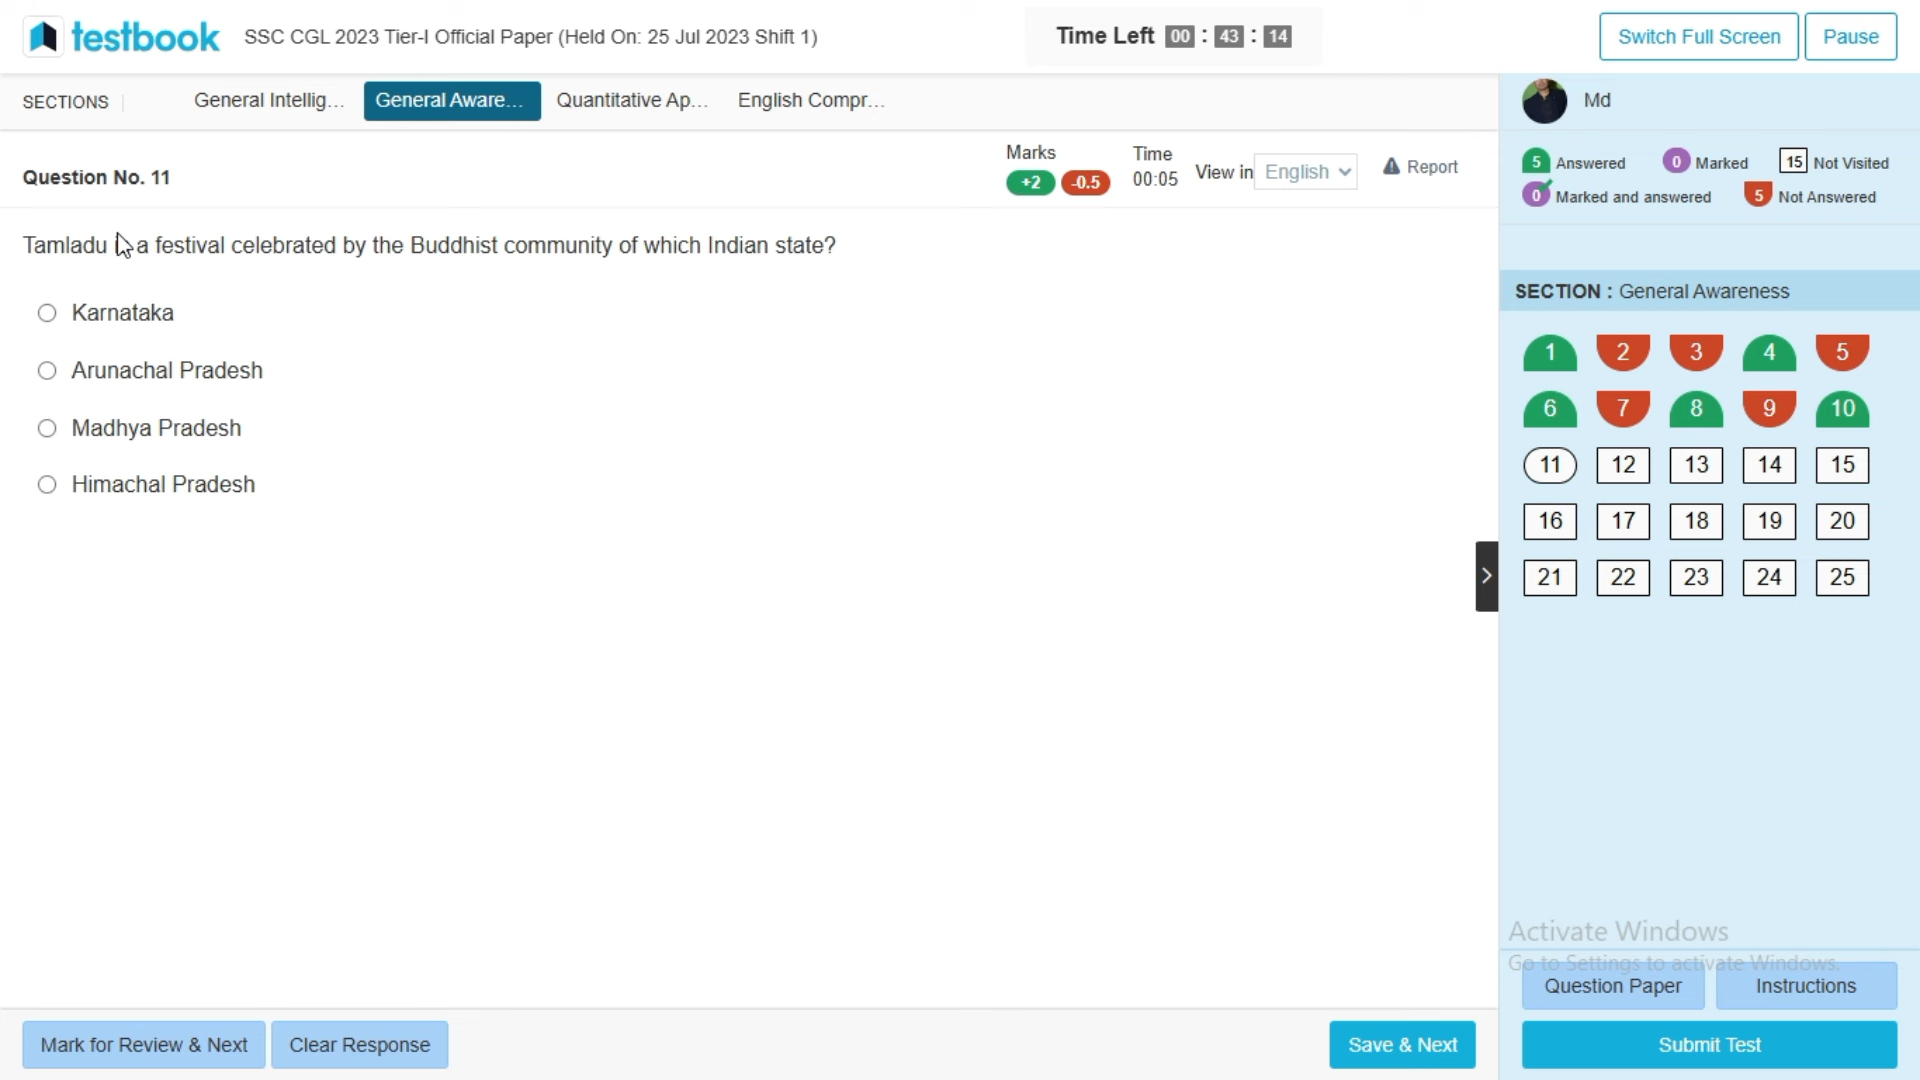 testbook SSC CGL 2023 Tier-I Official Paper (Held On: 25 Jul 2023 Shift 1) Time Left 00 : 43 : 14 Switch Full Screen Pause
SECTIONS General Intellig... General Aware... Quantitative Ap... English Compr...
Md
Question No. 11
Marks
+2 -0.5
Time
00:05
View in English
Report
5 Answered 0 Marked 15 Not Visited
0 Marked and answered 5 Not Answered
Tamladu a festival celebrated by the Buddhist community of which Indian state?
Karnataka
Arunachal Pradesh
Madhya Pradesh
Himachal Pradesh
SECTION : General Awareness
1 2 3 4 5
6 7 8 9 10
11 12 13 14 15
16 17 18 19 20
21 22 23 24 25
>
Activate Windows
Go to Settings to activate Windows.
Question Paper Instructions
Mark for Review & Next Clear Response Save & Next Submit Test